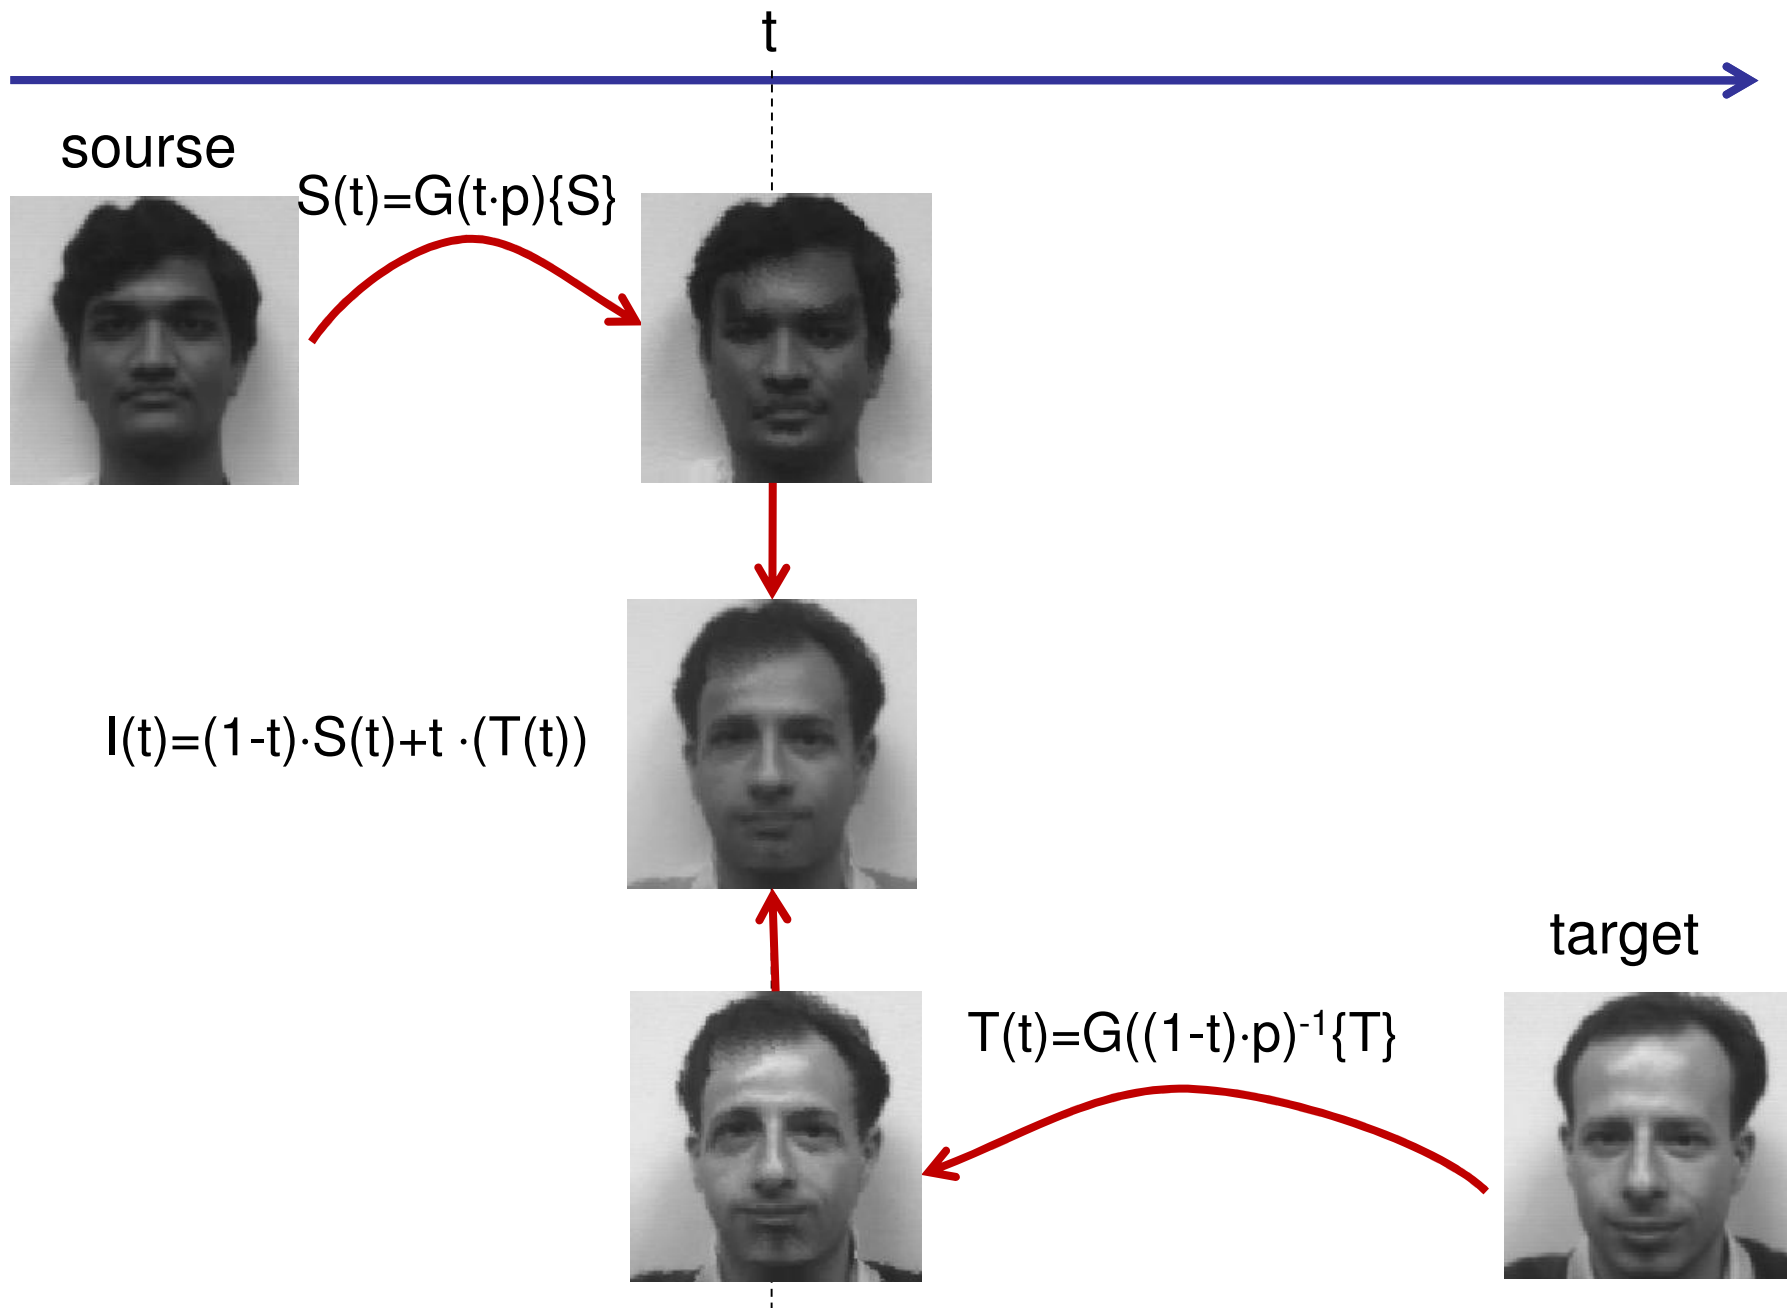 t
sourse
S(t)=G(t·p){S}
I(t)=(1-t)·S(t)+t ·(T(t))
target
T(t)=G((1-t)·p)⁻¹{T}